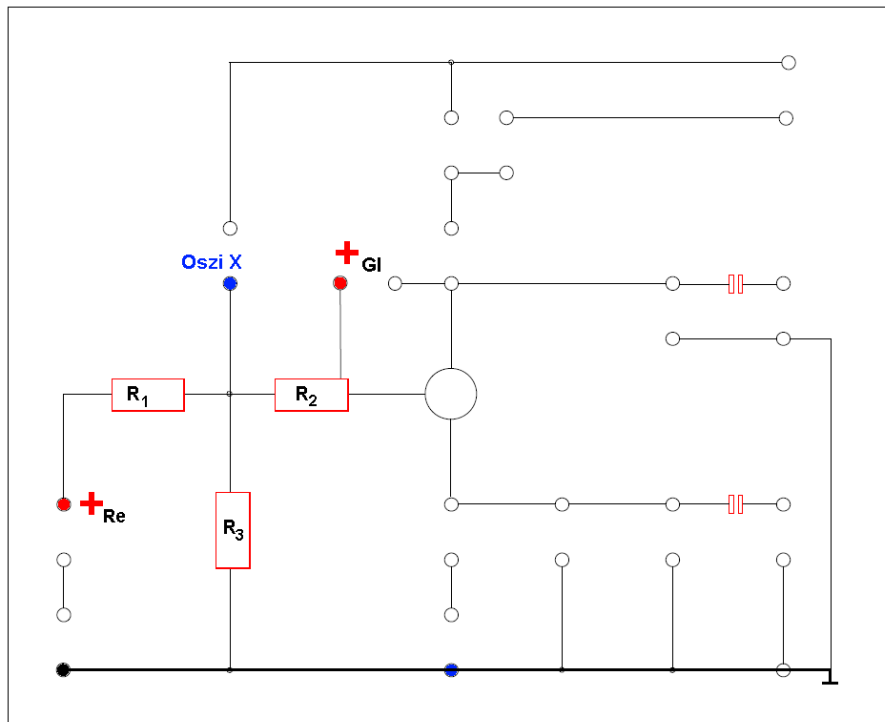 Oszi X
+ Gl
R1
R2
+ Re
R3